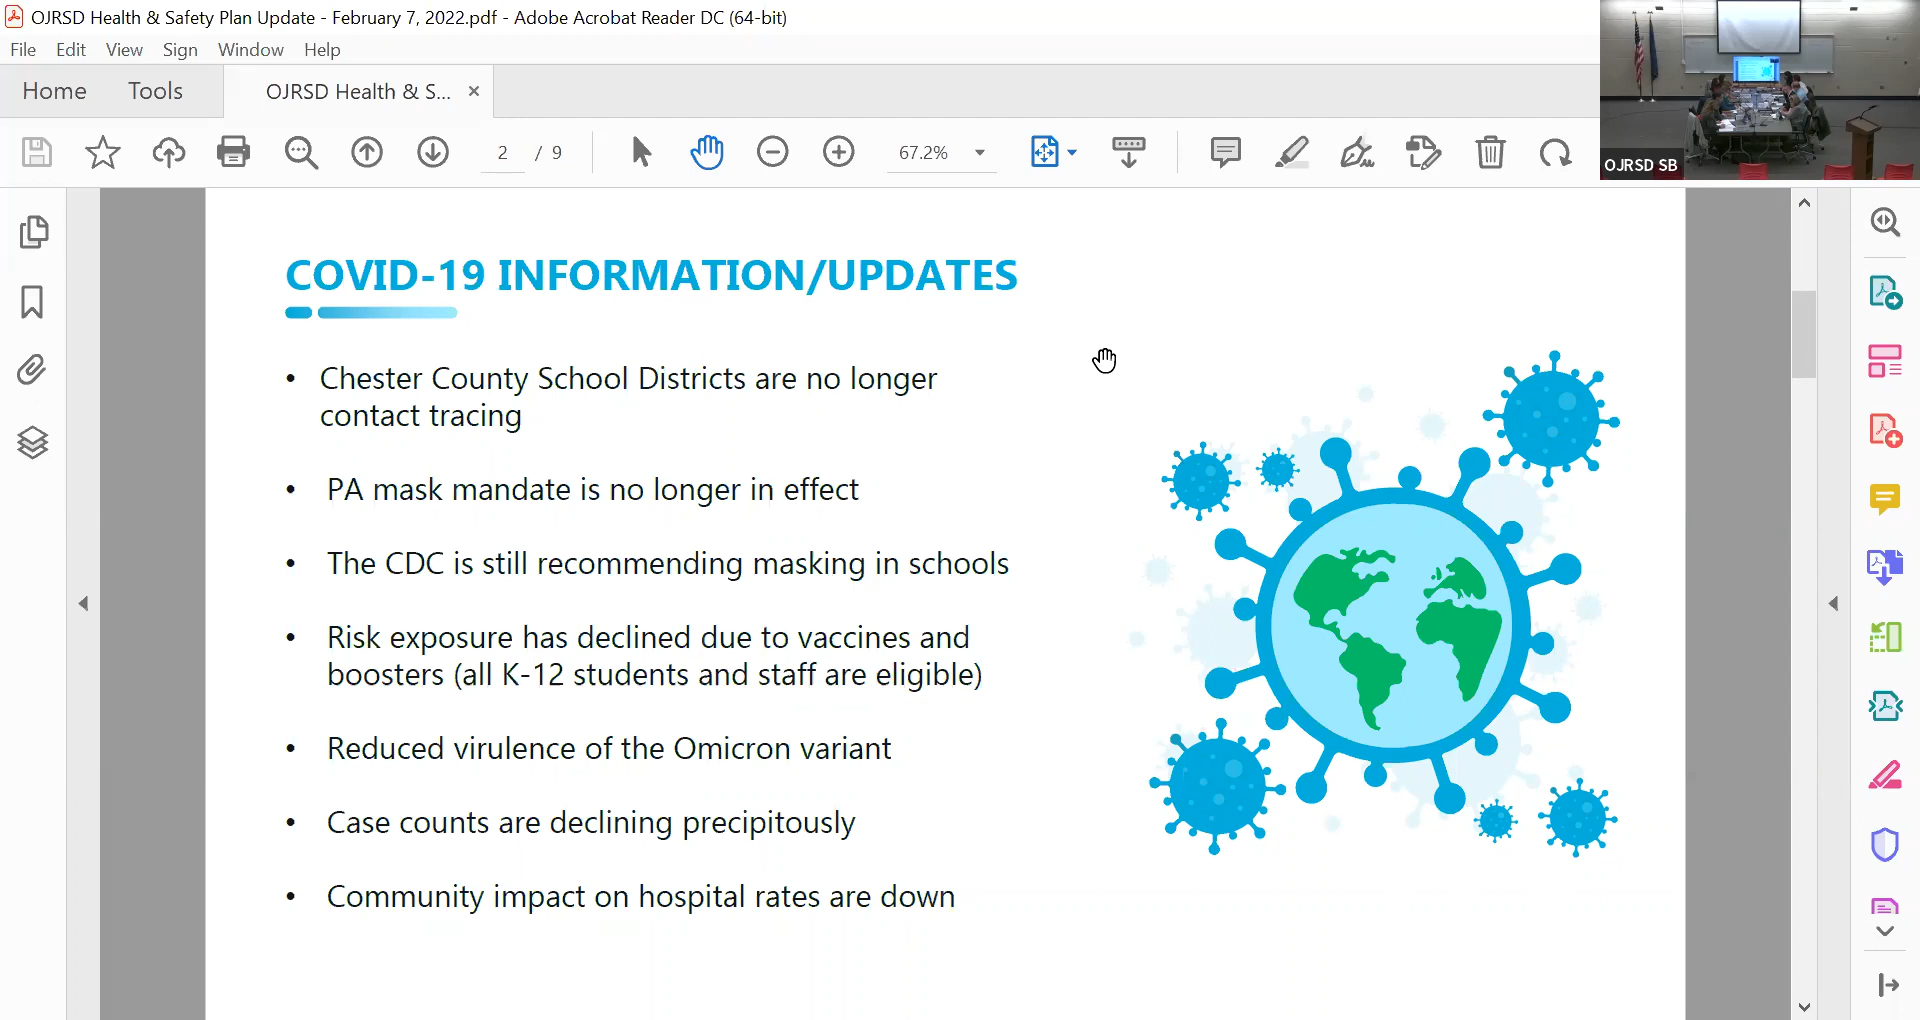 OJRSD Health & Safety Plan Update - February 7, 2022.pdf - Adobe Acrobat Reader DC (64-bit)
File Edit View Sign Window Help
Home Tools OJRSD Health & S... ×
2 / 9 67.2%
OJRSD SB
COVID-19 INFORMATION/UPDATES
• Chester County School Districts are no longer
contact tracing
• PA mask mandate is no longer in effect
• The CDC is still recommending masking in schools
• Risk exposure has declined due to vaccines and
boosters (all K-12 students and staff are eligible)
• Reduced virulence of the Omicron variant
• Case counts are declining precipitously
• Community impact on hospital rates are down